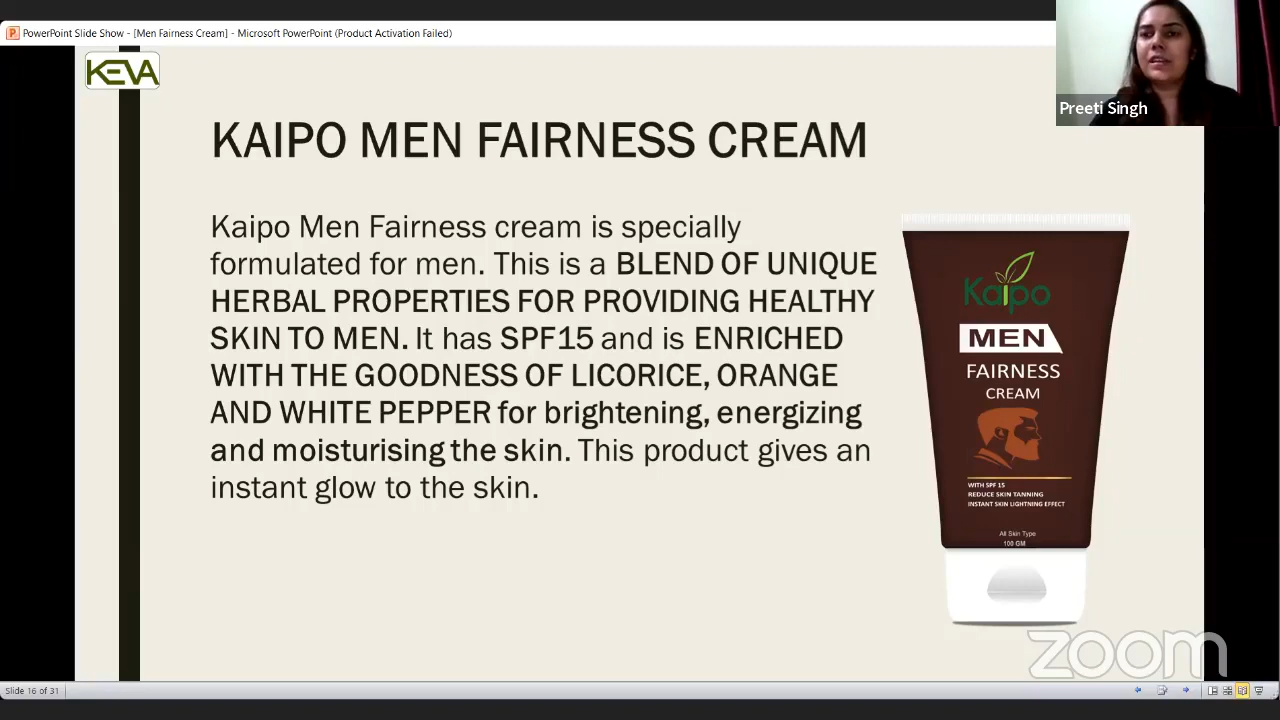 PowerPoint Slide Show - [Men Fairness Cream] - Microsoft PowerPoint (Product Activation Failed)
KEVA
Preeti Singh
KAIPO MEN FAIRNESS CREAM
Kaipo Men Fairness cream is specially
formulated for men. This is a BLEND OF UNIQUE
HERBAL PROPERTIES FOR PROVIDING HEALTHY
SKIN TO MEN. It has SPF15 and is ENRICHED
WITH THE GOODNESS OF LICORICE, ORANGE
AND WHITE PEPPER for brightening, energizing
and moisturising the skin. This product gives an
instant glow to the skin.
Kaipo
MEN
FAIRNESS
CREAM
WITH SPF 15
REDUCE SKIN TANNING
INSTANT SKIN LIGHTNING EFFECT
All Skin Type
100 GM
zoom
Slide 16 of 31